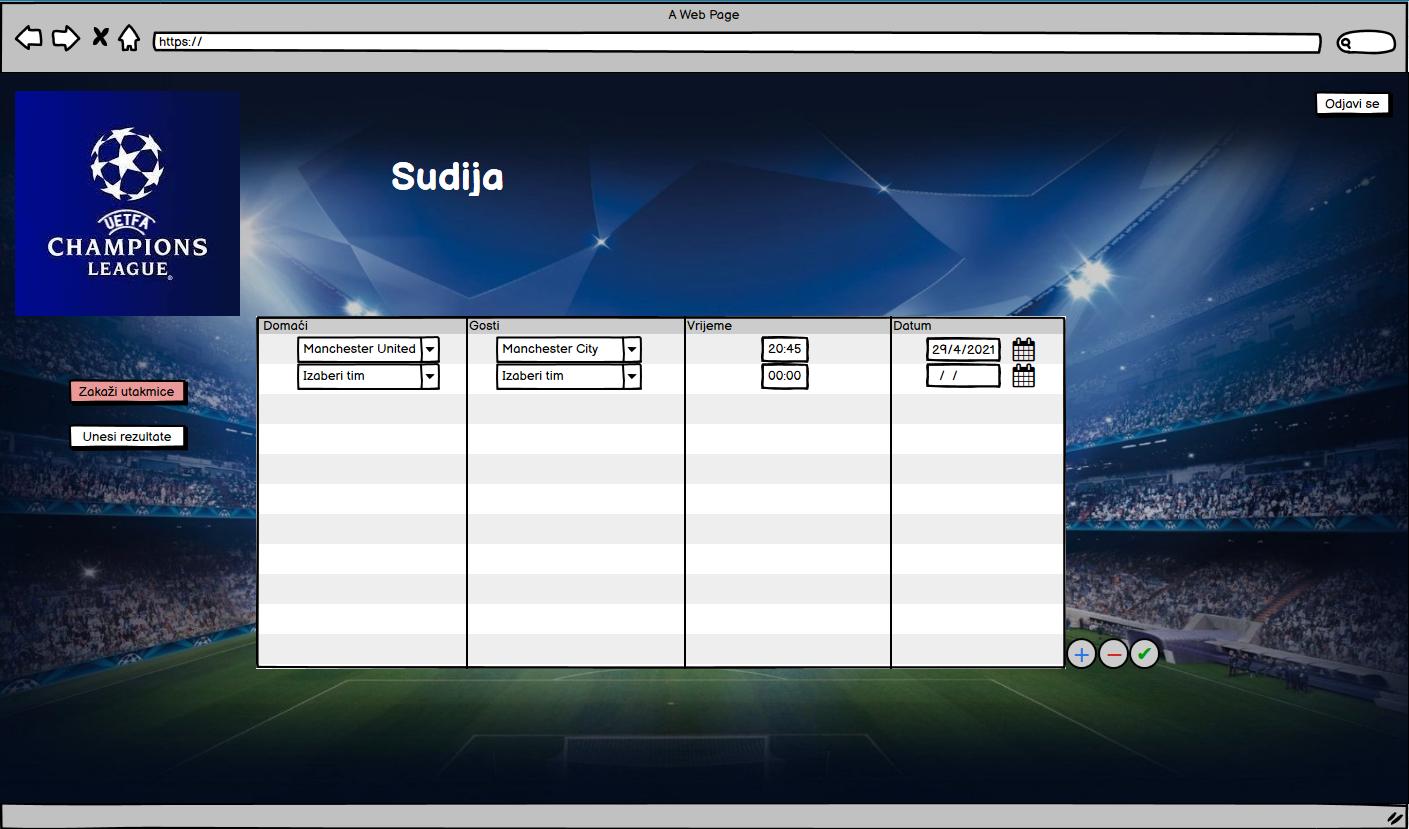 A Web Page
https://
Odjavi se
UETFA
CHAMPIONS
LEAGUE®
Sudija
Domaći Gosti Vrijeme Datum
Manchester United Manchester City 20:45 29/4/2021
Izaberi tim Izaberi tim 00:00 / /
Zakaži utakmice
Unesi rezultate